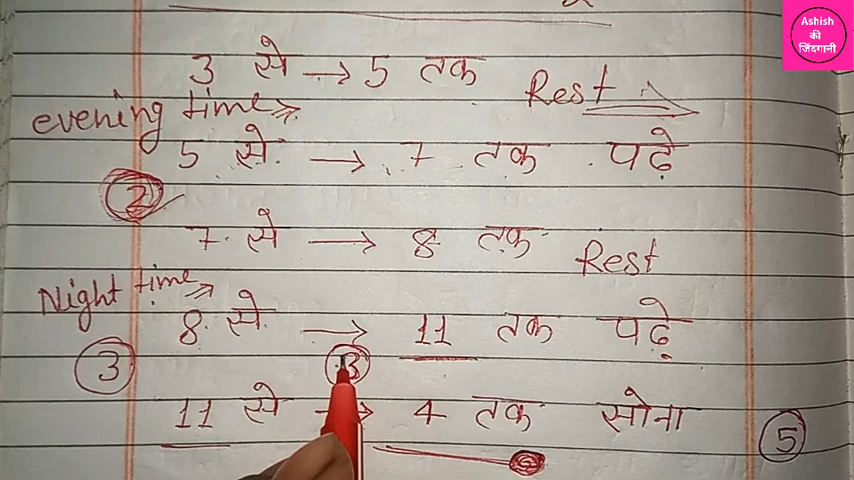 Ashish
की
जिंदगानी
3 से → 5 तक Rest
evening time
5 से → 7 तक पढ़े
2
7 से → 8 तक Rest
Night time
8 से → 11 तक पढ़े
3 3
11 से → 4 तक सोना
5